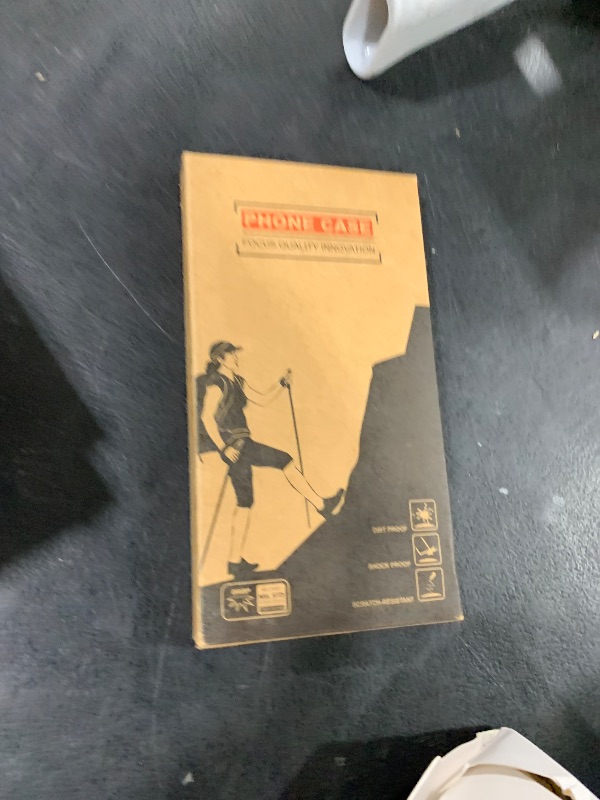 PHONE CASE
FOCUS QUALITY INNOVATION
DIRT PROOF
SHOCK PROOF
SCRATCH-RESISTANT